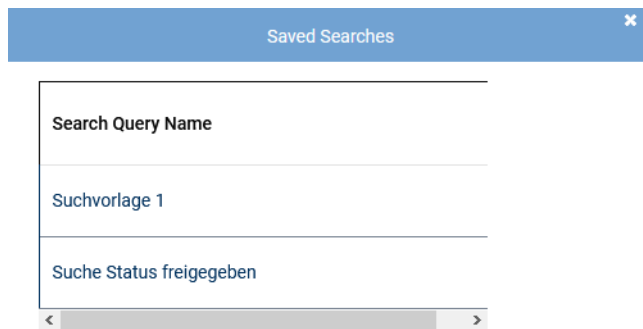 Saved Searches
Search Query Name
Suchvorlage 1
Suche Status freigegeben